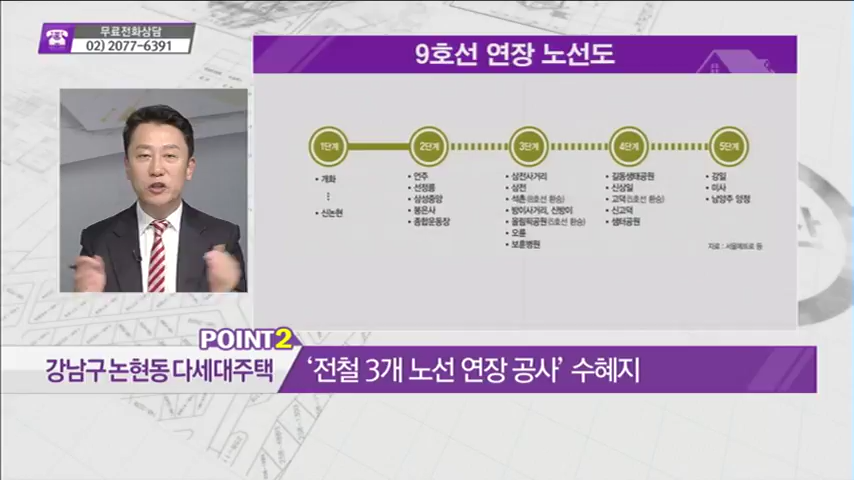 무료전화상담
02) 2077-6391
9호선 연장 노선도
1단계
2단계
3단계
4단계
5단계
• 개화
⋮
• 신논현
• 언주
• 선정릉
• 삼성중앙
• 봉은사
• 종합운동장
• 삼전사거리
• 삼전
• 석촌(8호선 환승)
• 방이사거리, 신방이
• 올림픽공원(5호선 환승)
• 오륜
• 보훈병원
• 길동생태공원
• 신상일
• 고덕(5호선 환승)
• 신고덕
• 샘터공원
• 강일
• 미사
• 남양주 양정
자료 : 서울메트로 등
POINT2
강남구 논현동 다세대주택
‘전철 3개 노선 연장 공사’ 수혜지